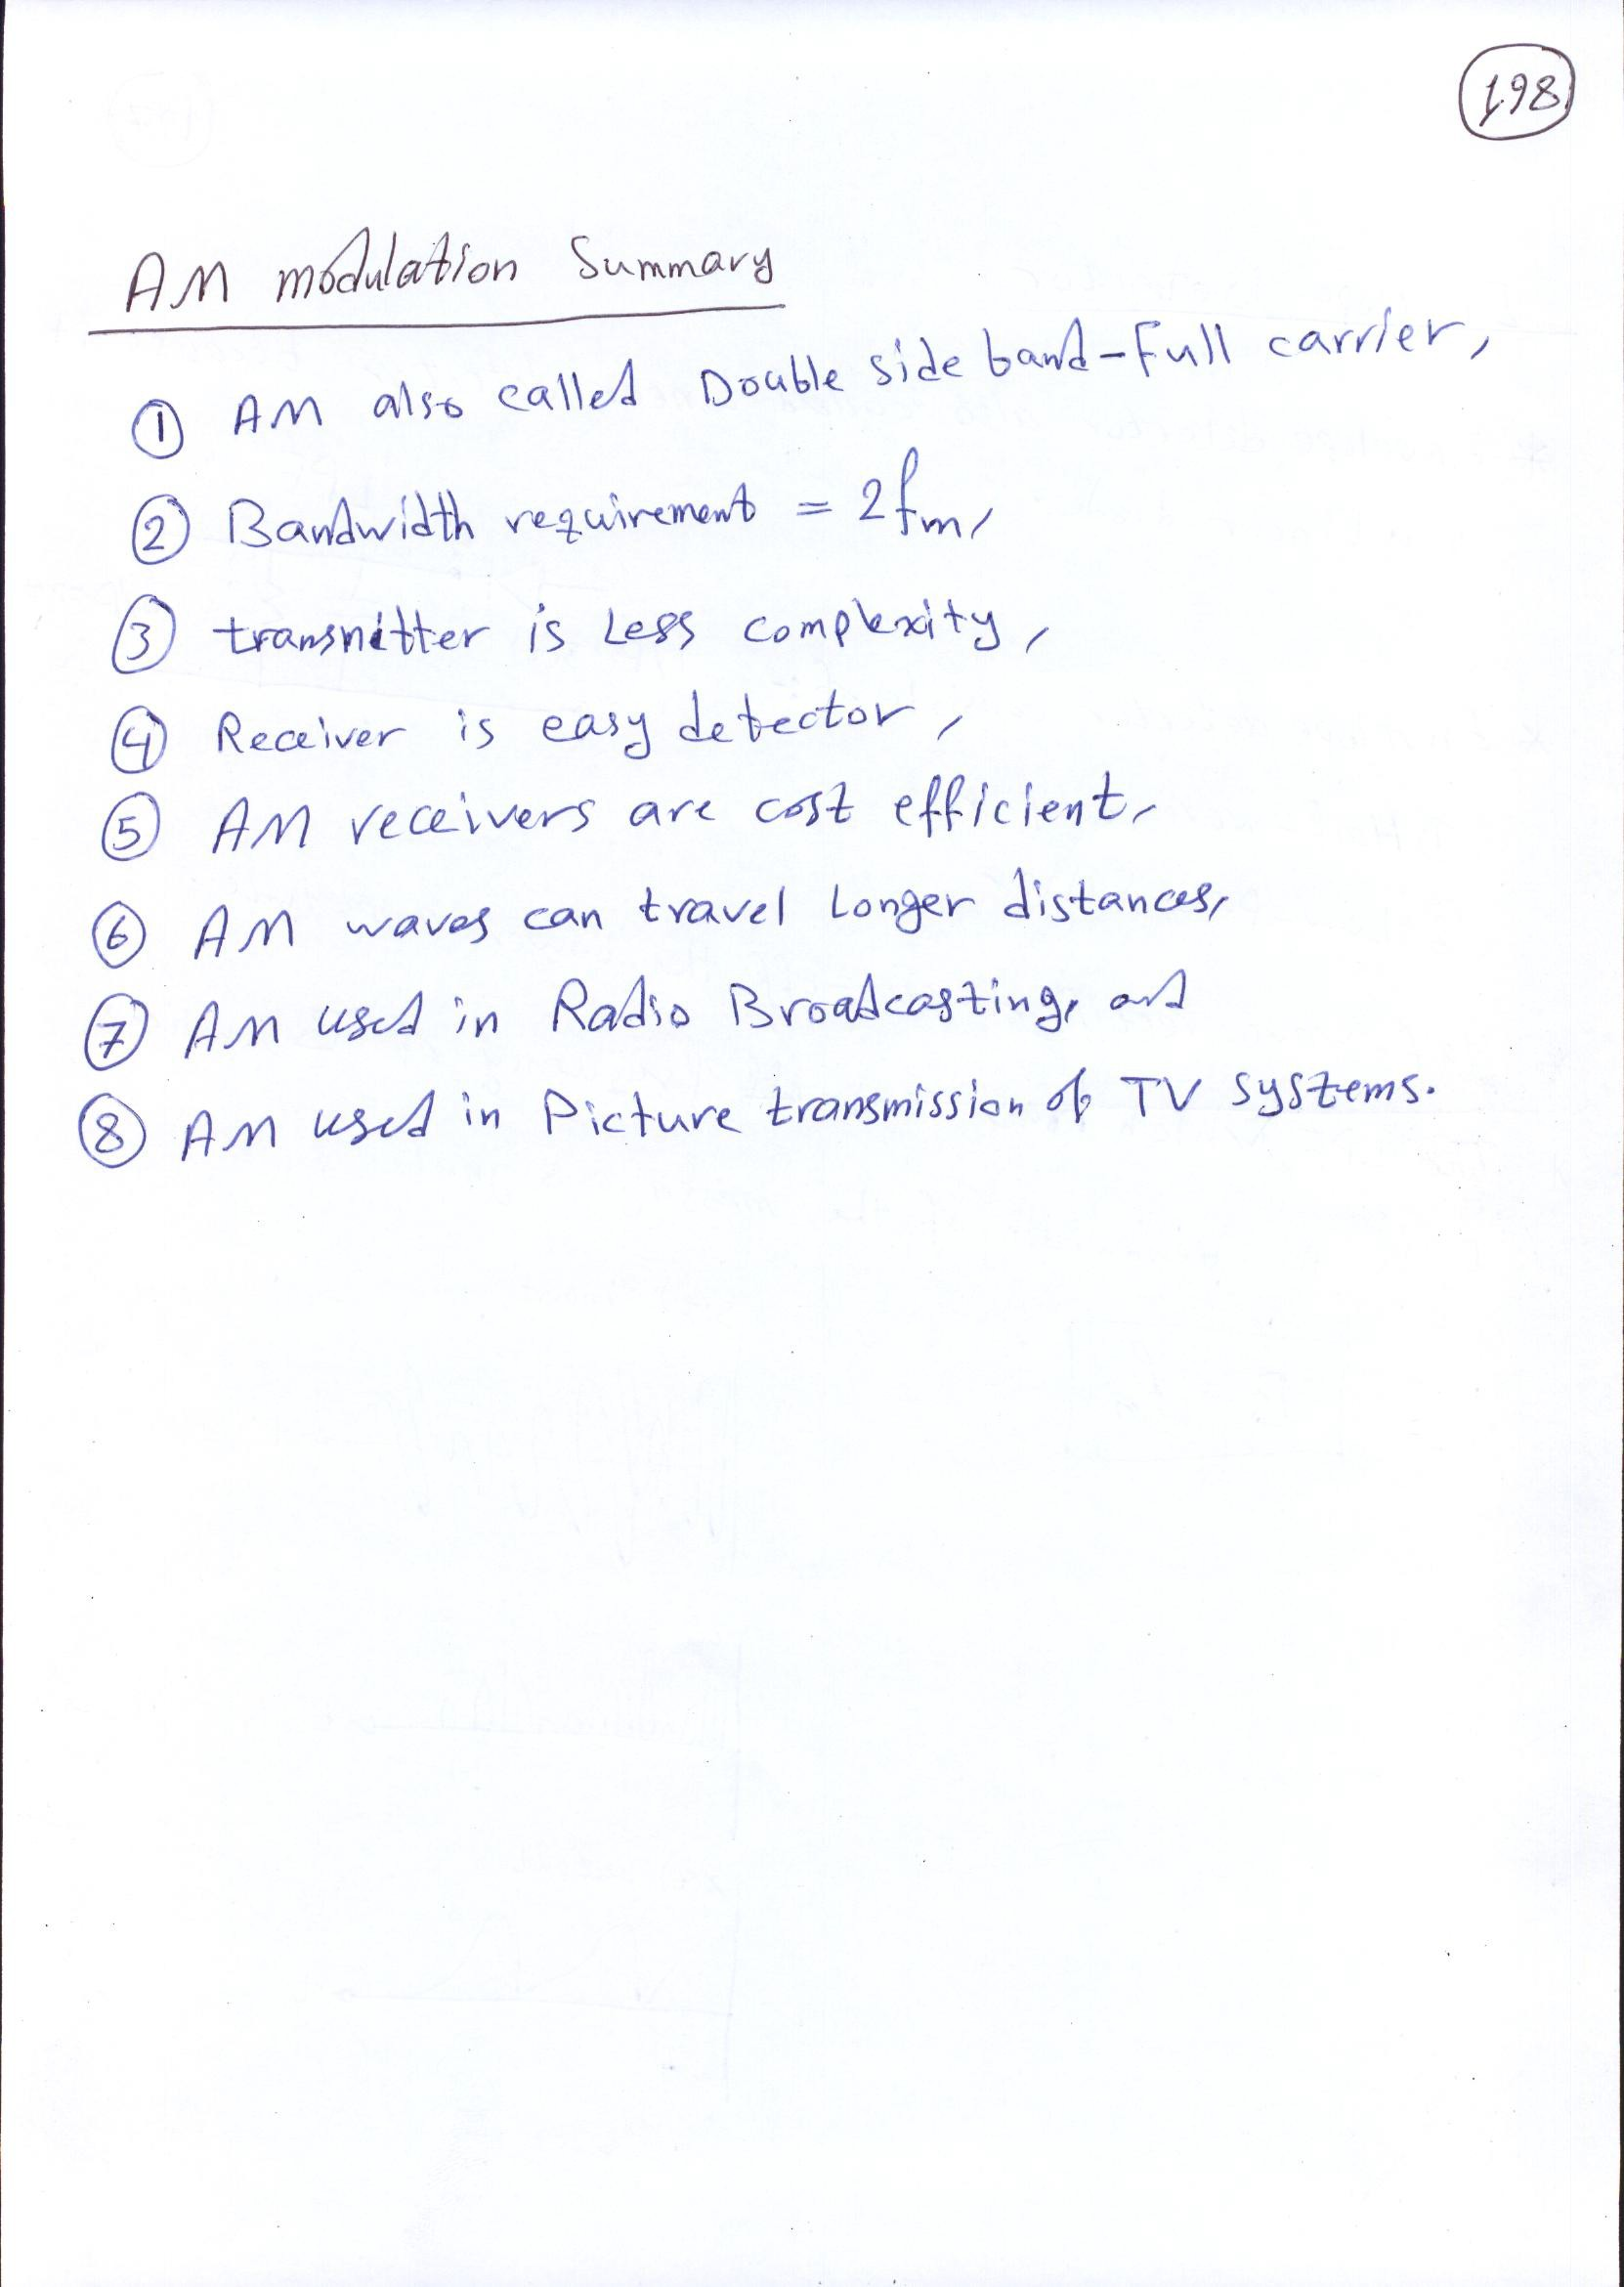 198
AM modulation Summary
① AM also called Double side band-Full carrier,
② Bandwidth requirement = 2fm,
③ transmitter is Less complexity,
④ Receiver is easy detector,
⑤ AM receivers are cost efficient,
⑥ AM waves can travel Longer distances,
⑦ AM used in Radio Broadcasting, and
⑧ AM used in Picture transmission of TV systems.